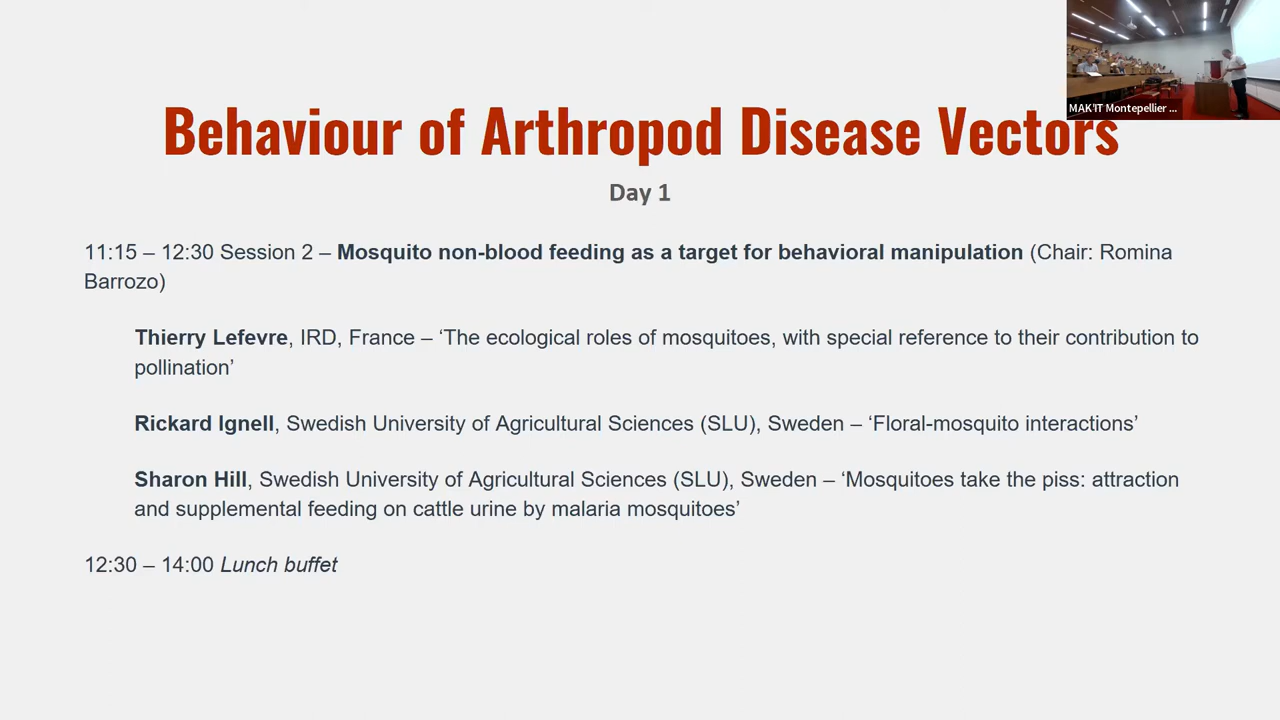 MAK'IT Montepellier ...
Behaviour of Arthropod Disease Vectors
Day 1
11:15 – 12:30 Session 2 – Mosquito non-blood feeding as a target for behavioral manipulation (Chair: Romina
Barrozo)
Thierry Lefevre, IRD, France – ‘The ecological roles of mosquitoes, with special reference to their contribution to
pollination’
Rickard Ignell, Swedish University of Agricultural Sciences (SLU), Sweden – ‘Floral-mosquito interactions’
Sharon Hill, Swedish University of Agricultural Sciences (SLU), Sweden – ‘Mosquitoes take the piss: attraction
and supplemental feeding on cattle urine by malaria mosquitoes’
12:30 – 14:00 Lunch buffet